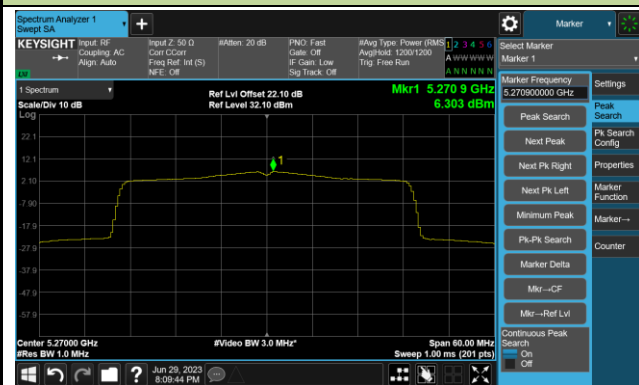 Spectrum Analyzer 1
Swept SA
Marker
KEYSIGHT Input: RF
Coupling: AC
Align: Auto
Input Z: 50 Ω
Corr CCorr
Freq Ref: Int (S)
NFE: Off
#Atten: 20 dB
PNO: Fast
Gate: Off
IF Gain: Low
Sig Track: Off
#Avg Type: Power (RMS
Avg|Hold: 1200/1200
Trig: Free Run
1 2 3 4 5 6
A W W W W W
A N N N N N
LW
Select Marker
Marker 1
1 Spectrum
Scale/Div 10 dB
Log
Ref Lvl Offset 22.10 dB
Ref Level 32.10 dBm
Mkr1 5.270 9 GHz
6.303 dBm
22.1
12.1
2.10
-7.90
-17.9
-27.9
-37.9
-47.9
-57.9
1
Center 5.27000 GHz
#Res BW 1.0 MHz
#Video BW 3.0 MHz*
Span 60.00 MHz
Sweep 1.00 ms (201 pts)
Marker Frequency
5.270900000 GHz
Peak Search
Next Peak
Next Pk Right
Next Pk Left
Minimum Peak
Pk-Pk Search
Marker Delta
Mkr→CF
Mkr→Ref Lvl
Continuous Peak
Search
On
Off
Settings
Peak
Search
Pk Search
Config
Properties
Marker
Function
Marker→
Counter
Jun 29, 2023
8:09:44 PM